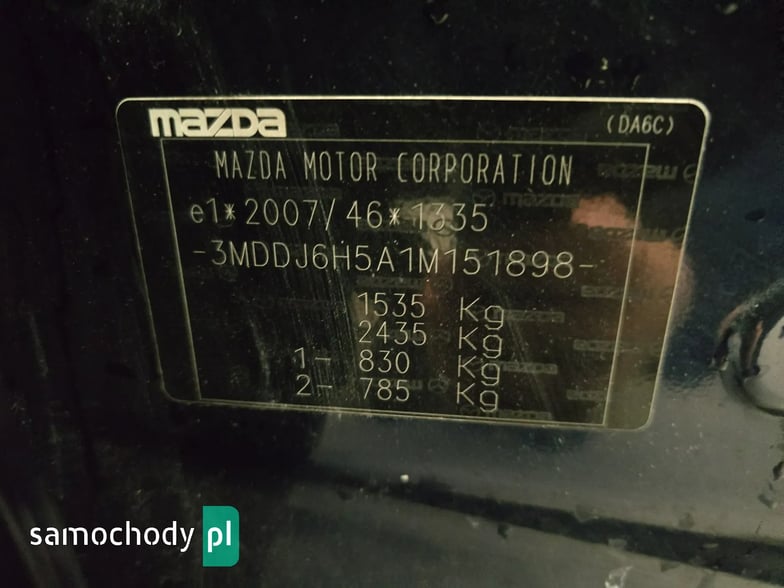 mazda
(DA6C)
MAZDA MOTOR CORPORATION
e1*2007/46*1335
-3MDDJ6H5A1M151898-
1535 Kg
2435 Kg
1- 830 Kg
2- 785 Kg
samochody pl